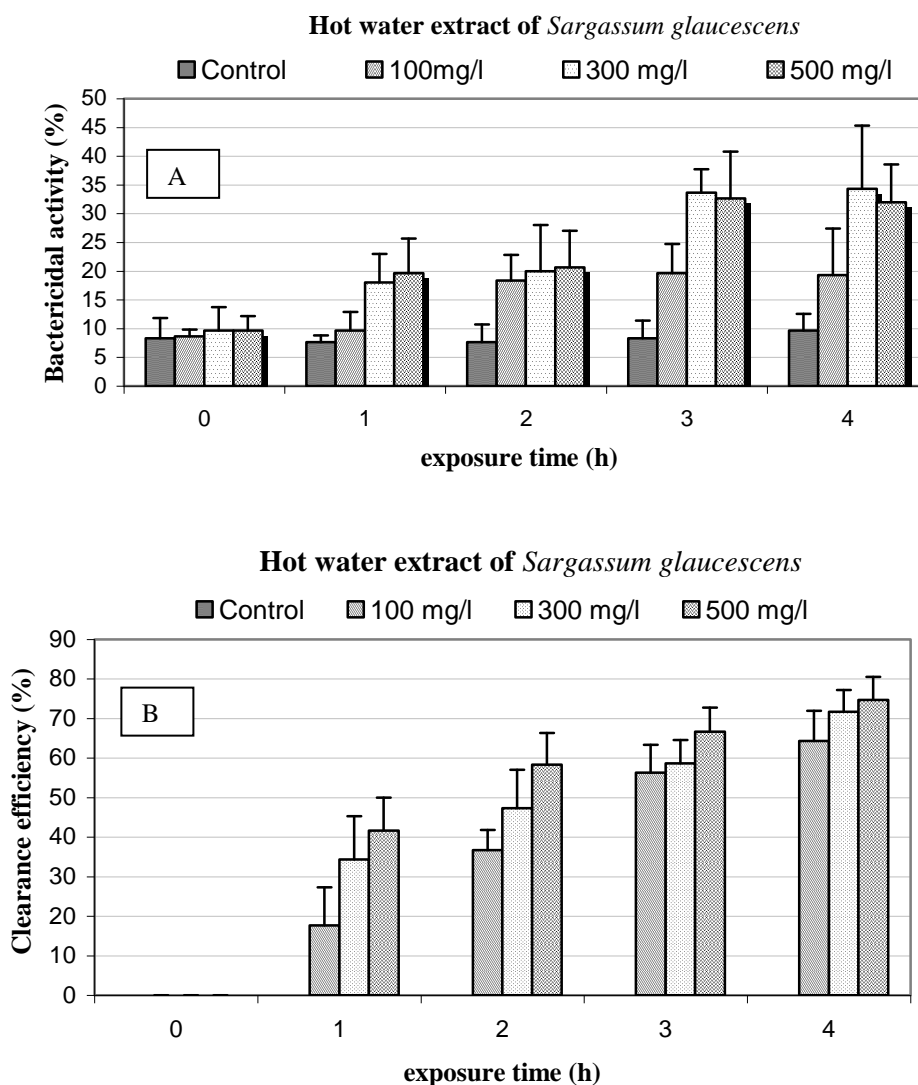 Hot water extract of Sargassum glaucescens
Control 100mg/l 300 mg/l 500 mg/l
50
45
40
35
30
25
20
15
10
5
0
Bactericidal activity (%)
A
0 1 2 3 4
exposure time (h)
Hot water extract of Sargassum glaucescens
Control 100 mg/l 300 mg/l 500 mg/l
90
80
70
60
50
40
30
20
10
0
Clearance efficiency (%)
B
0 1 2 3 4
exposure time (h)